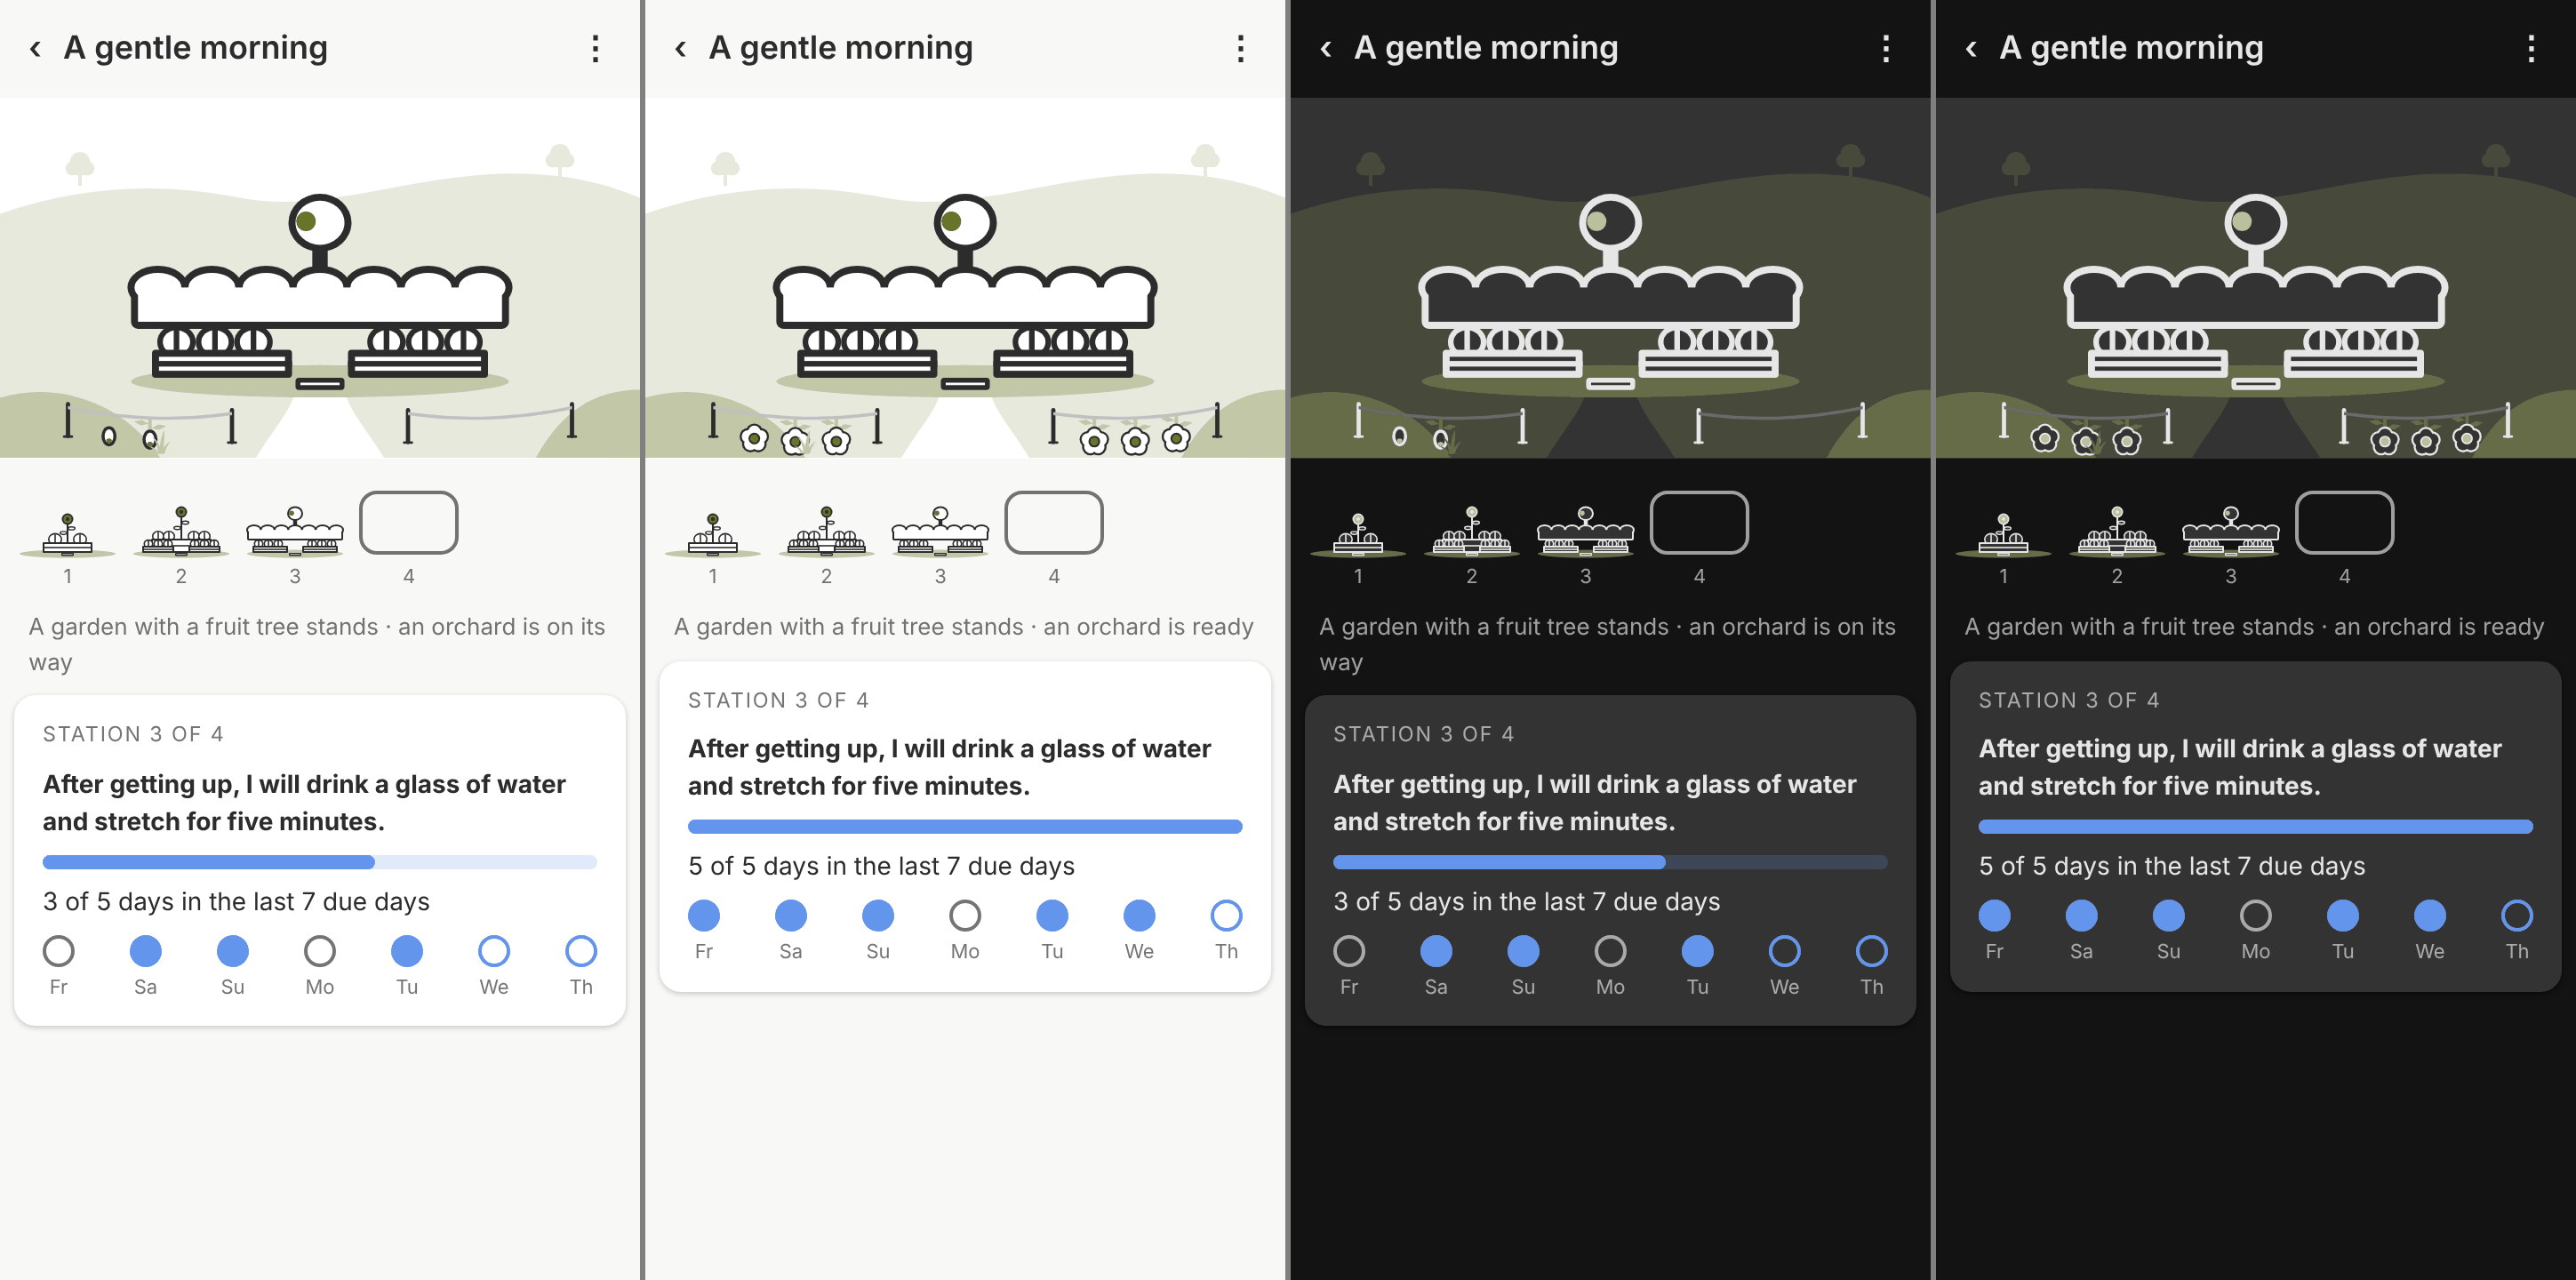 ‹ A gentle morning ⋮
1 2 3 4
A garden with a fruit tree stands · an orchard is on its
way
STATION 3 OF 4
After getting up, I will drink a glass of water
and stretch for five minutes.
3 of 5 days in the last 7 due days
Fr Sa Su Mo Tu We Th
‹ A gentle morning ⋮
1 2 3 4
A garden with a fruit tree stands · an orchard is ready
STATION 3 OF 4
After getting up, I will drink a glass of water
and stretch for five minutes.
5 of 5 days in the last 7 due days
Fr Sa Su Mo Tu We Th
‹ A gentle morning ⋮
1 2 3 4
A garden with a fruit tree stands · an orchard is on its
way
STATION 3 OF 4
After getting up, I will drink a glass of water
and stretch for five minutes.
3 of 5 days in the last 7 due days
Fr Sa Su Mo Tu We Th
‹ A gentle morning ⋮
1 2 3 4
A garden with a fruit tree stands · an orchard is ready
STATION 3 OF 4
After getting up, I will drink a glass of water
and stretch for five minutes.
5 of 5 days in the last 7 due days
Fr Sa Su Mo Tu We Th